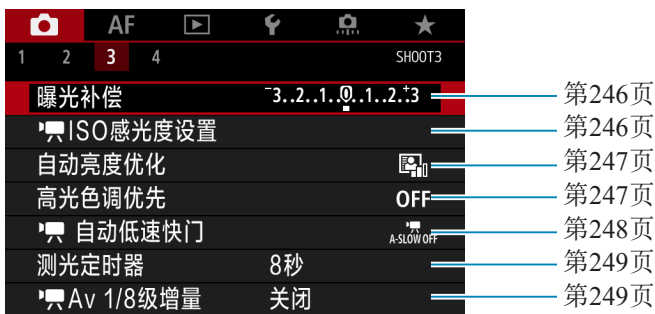 AF
1 2 3 4 SHOOT3
曝光补偿 -3..2..1..0..1..2.:+3 第246页
ISO感光度设置 第246页
自动亮度优化 第247页
高光色调优先 OFF 第247页
自动低速快门 A-SLOW OFF 第248页
测光定时器 8秒 第249页
Av 1/8级增量 关闭 第249页